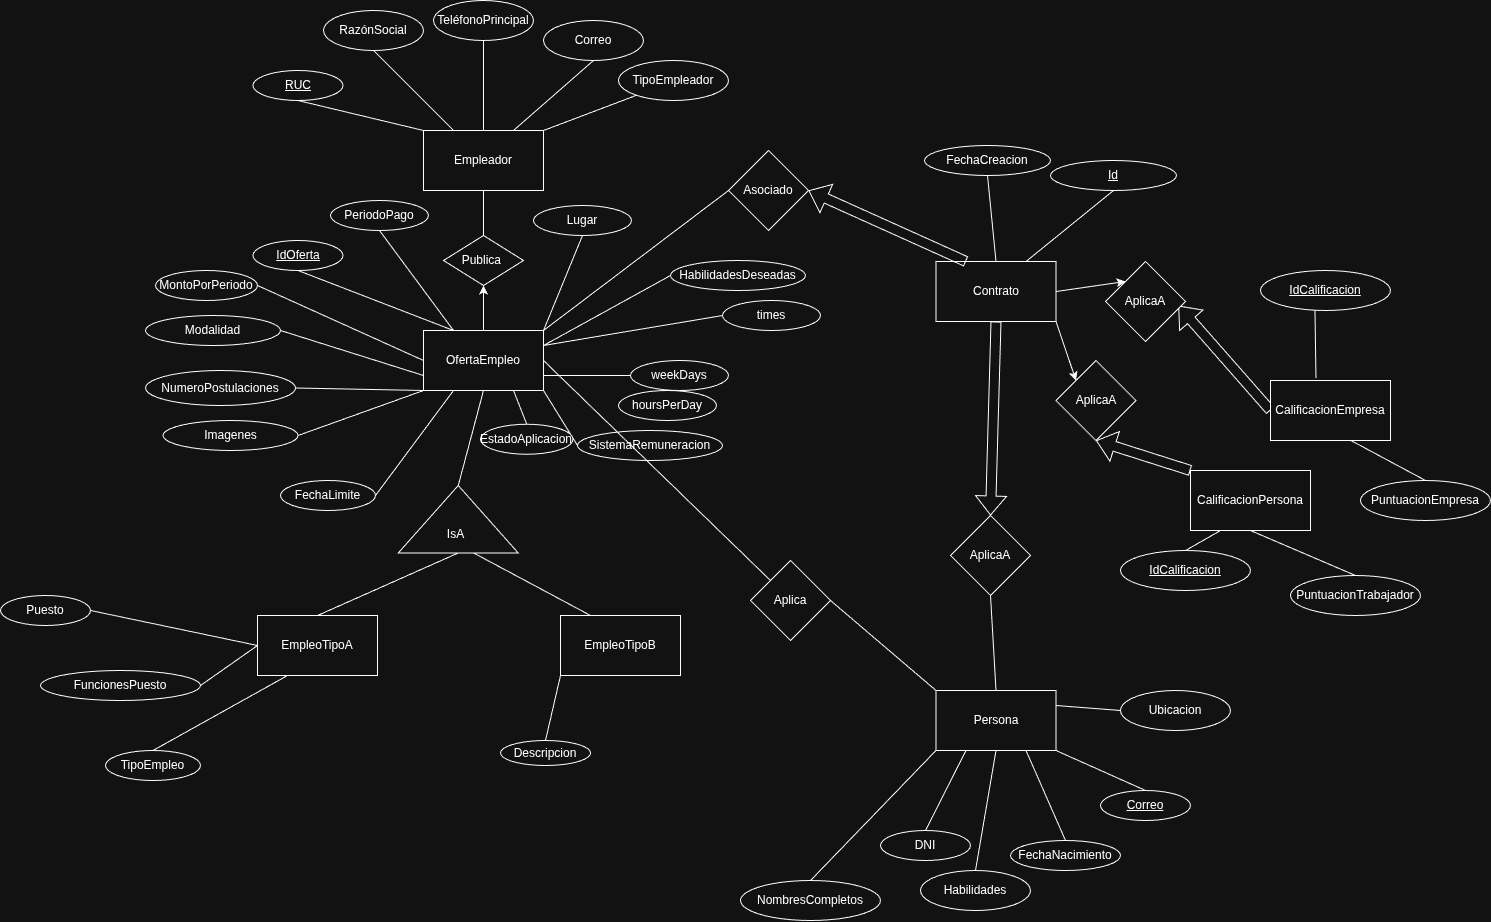 TeléfonoPrincipal
RazónSocial
Correo
TipoEmpleador
RUC
Empleador
FechaCreacion
Id
Asociado
PeriodoPago
Lugar
IdOferta
Publica
HabilidadesDeseadas
MontoPorPeriodo
Contrato
AplicaA
IdCalificacion
times
Modalidad
OfertaEmpleo
weekDays
NumeroPostulaciones
hoursPerDay
AplicaA
CalificacionEmpresa
Imagenes
EstadoAplicacion
SistemaRemuneracion
FechaLimite
CalificacionPersona
PuntuacionEmpresa
IsA
AplicaA
IdCalificacion
PuntuacionTrabajador
Puesto
Aplica
EmpleoTipoA
EmpleoTipoB
FuncionesPuesto
Persona
Ubicacion
TipoEmpleo
Descripcion
Correo
DNI
FechaNacimiento
Habilidades
NombresCompletos